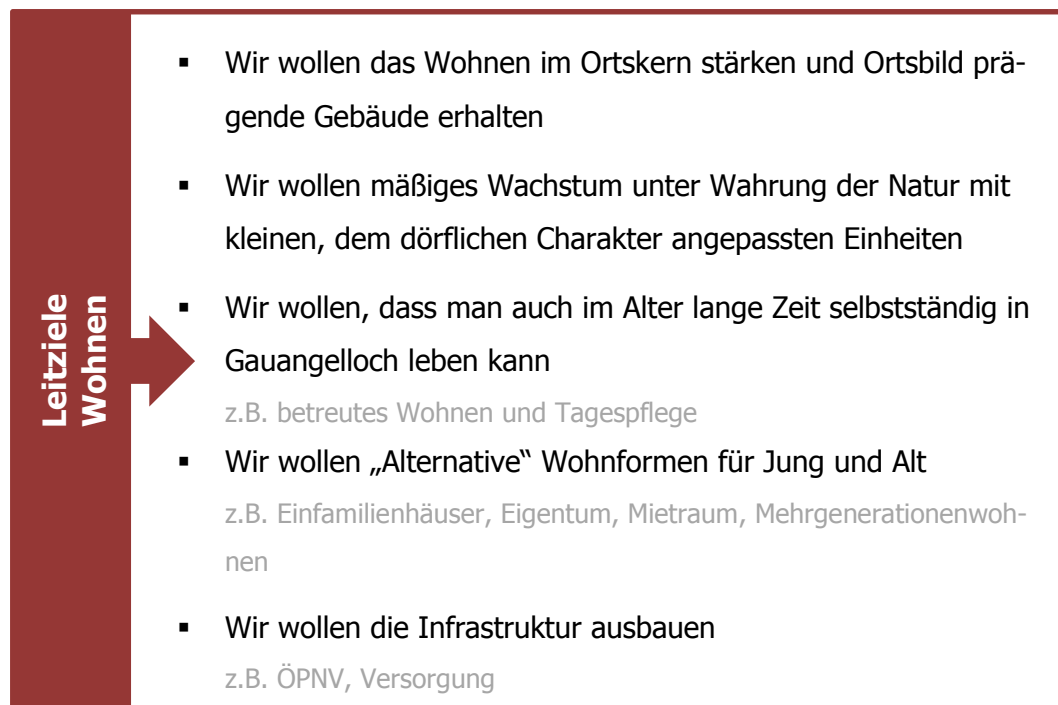 Leitziele
Wohnen
▪ Wir wollen das Wohnen im Ortskern stärken und Ortsbild prä-
gende Gebäude erhalten
▪ Wir wollen mäßiges Wachstum unter Wahrung der Natur mit
kleinen, dem dörflichen Charakter angepassten Einheiten
▪ Wir wollen, dass man auch im Alter lange Zeit selbstständig in
Gauangelloch leben kann
z.B. betreutes Wohnen und Tagespflege
▪ Wir wollen „Alternative“ Wohnformen für Jung und Alt
z.B. Einfamilienhäuser, Eigentum, Mietraum, Mehrgenerationenwoh-
nen
▪ Wir wollen die Infrastruktur ausbauen
z.B. ÖPNV, Versorgung